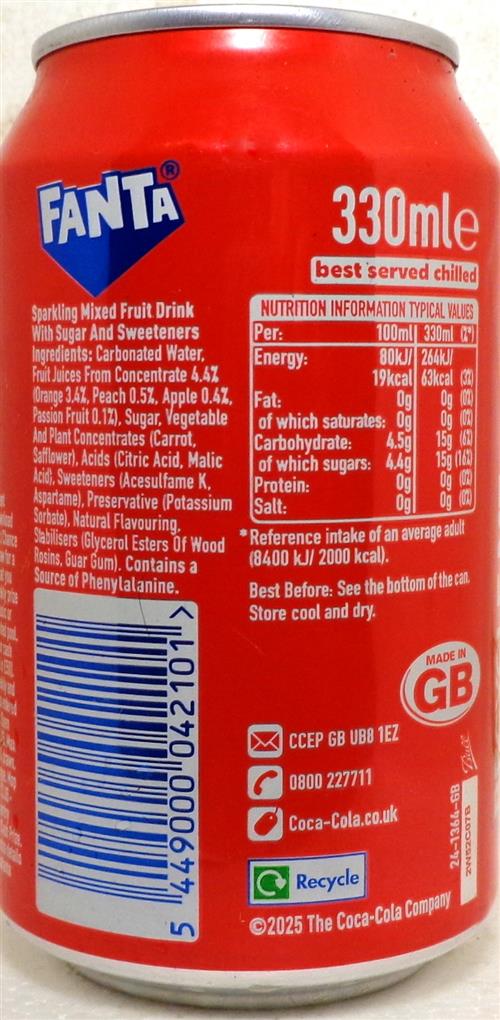 FANTA®
330ml℮
best served chilled
Sparkling Mixed Fruit Drink
With Sugar And Sweeteners
Ingredients: Carbonated Water,
Fruit Juices From Concentrate 4.4%
(Orange 3.4%, Peach 0.5%, Apple 0.4%,
Passion Fruit 0.1%), Sugar, Vegetable
And Plant Concentrates (Carrot,
Safflower), Acids (Citric Acid, Malic
Acid), Sweeteners (Acesulfame K,
Aspartame), Preservative (Potassium
Sorbate), Natural Flavouring,
Stabilisers (Glycerol Esters Of Wood
Rosins, Guar Gum). Contains a
Source of Phenylalanine.
NUTRITION INFORMATION TYPICAL VALUES
Per: 100ml 330ml (%*)
Energy: 80kJ/ 264kJ/
19kcal 63kcal (3%)
Fat: 0g 0g (0%)
of which saturates: 0g 0g (0%)
Carbohydrate: 4.5g 15g (6%)
of which sugars: 4.4g 15g (16%)
Protein: 0g 0g (0%)
Salt: 0g 0g (0%)
*Reference intake of an average adult
(8400 kJ/ 2000 kcal).
Best Before: See the bottom of the can.
Store cool and dry.
MADE IN
GB
CCEP GB UB8 1EZ
0800 227711
Coca-Cola.co.uk
Recycle
©2025 The Coca-Cola Company
5 449000 042101 >
24-1364-GB
2W52C07B
Ball